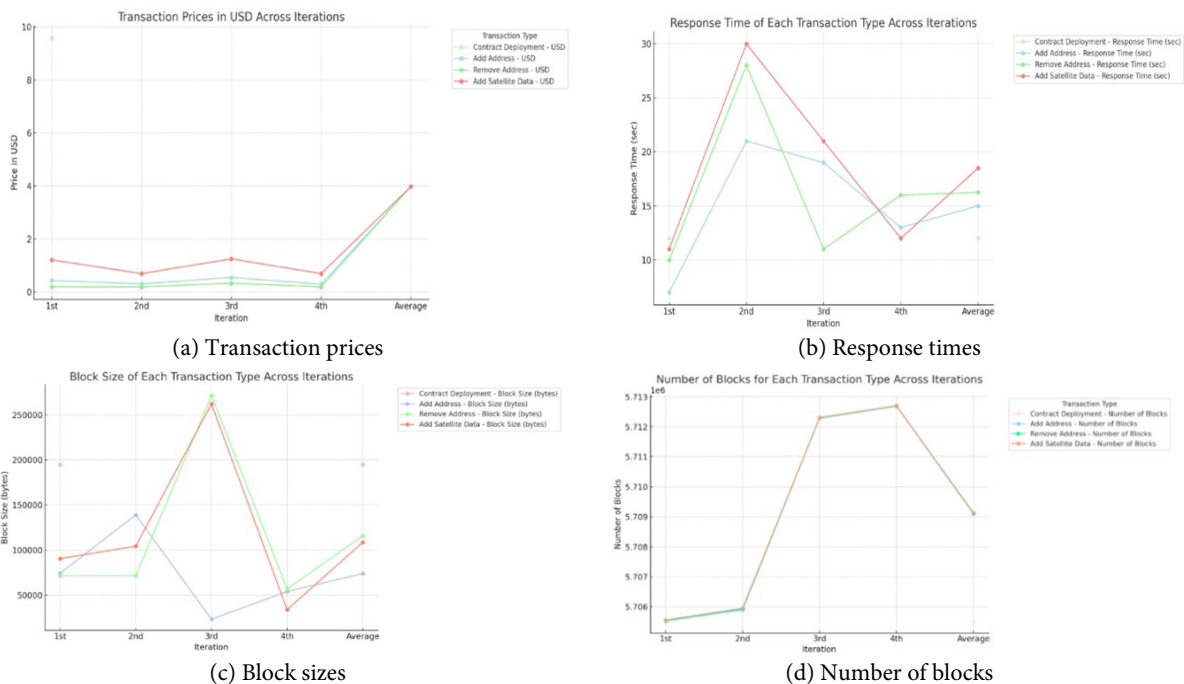 Transaction Prices in USD Across Iterations
10
8
6
4
2
0
Price in USD
1st 2nd 3rd 4th Average
Iteration
Transaction Type
Contract Deployment - USD
Add Address - USD
Remove Address - USD
Add Satellite Data - USD
(a) Transaction prices
Response Time of Each Transaction Type Across Iterations
30
25
20
15
10
Response Time (sec)
1st 2nd 3rd 4th Average
Iteration
Contract Deployment - Response Time (sec)
Add Address - Response Time (sec)
Remove Address - Response Time (sec)
Add Satellite Data - Response Time (sec)
(b) Response times
Block Size of Each Transaction Type Across Iterations
250000
200000
150000
100000
50000
Block Size (bytes)
1st 2nd 3rd 4th Average
Iteration
Contract Deployment - Block Size (bytes)
Add Address - Block Size (bytes)
Remove Address - Block Size (bytes)
Add Satellite Data - Block Size (bytes)
(c) Block sizes
Number of Blocks for Each Transaction Type Across Iterations
1e6
5.713
5.712
5.711
5.710
5.709
5.708
5.707
5.706
Number of Blocks
1st 2nd 3rd 4th Average
Iteration
Transaction Type
Contract Deployment - Number of Blocks
Add Address - Number of Blocks
Remove Address - Number of Blocks
Add Satellite Data - Number of Blocks
(d) Number of blocks